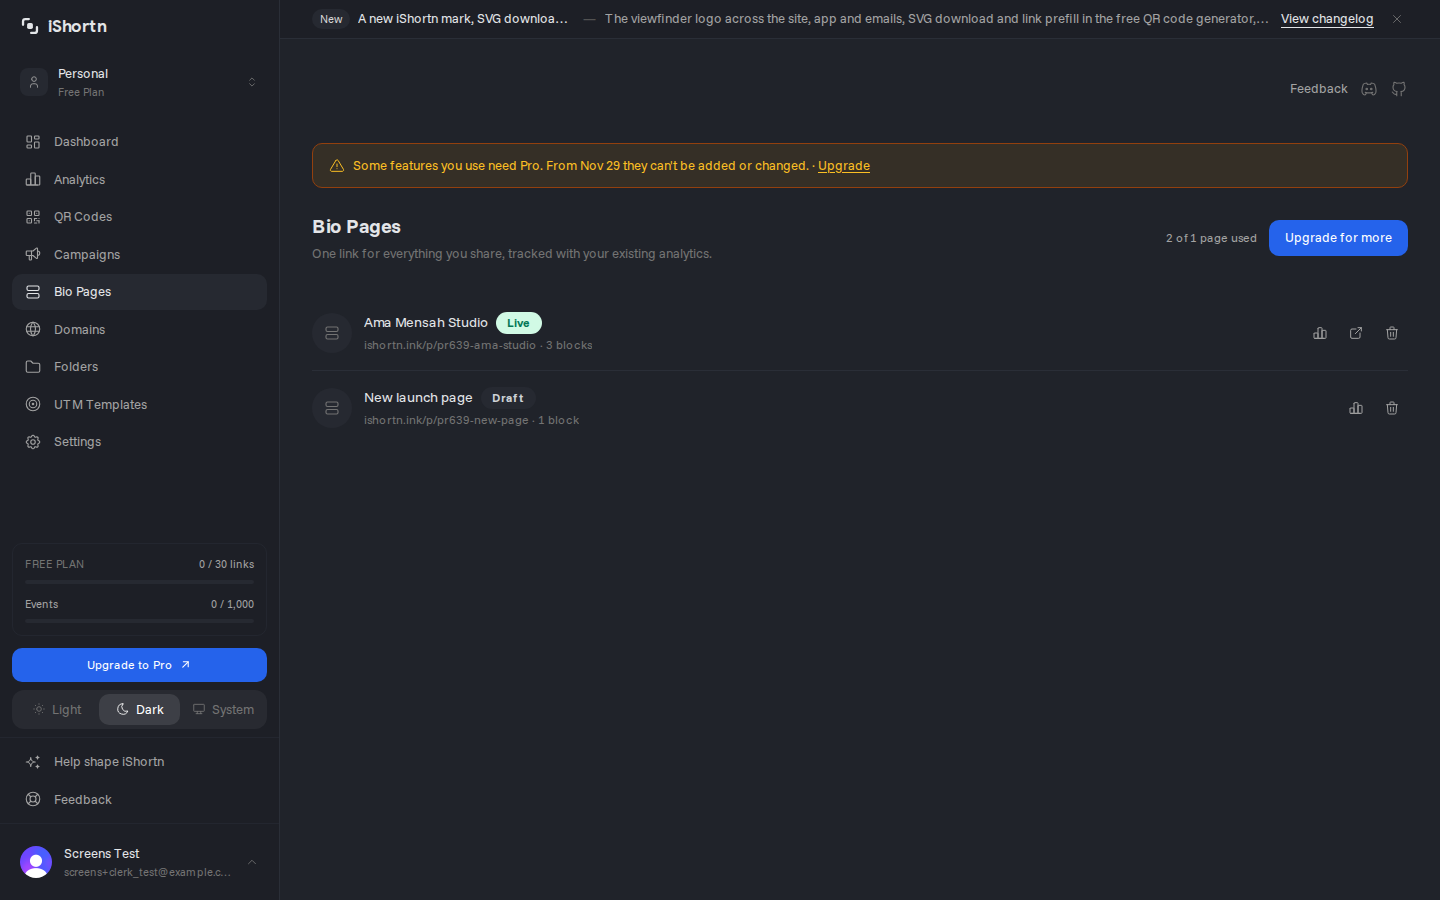 iShortn
Personal
Free Plan
Dashboard
Analytics
QR Codes
Campaigns
Bio Pages
Domains
Folders
UTM Templates
Settings
FREE PLAN 0 / 30 links
Events 0 / 1,000
Upgrade to Pro
Light Dark System
Help shape iShortn
Feedback
Screens Test
screens+clerk_test@example.c...
New A new iShortn mark, SVG downloa... — The viewfinder logo across the site, app and emails, SVG download and link prefill in the free QR code generator,... View changelog
Feedback
Some features you use need Pro. From Nov 29 they can't be added or changed. · Upgrade
Bio Pages
One link for everything you share, tracked with your existing analytics.
2 of 1 page used Upgrade for more
Ama Mensah Studio Live
ishortn.ink/p/pr639-ama-studio · 3 blocks
New launch page Draft
ishortn.ink/p/pr639-new-page · 1 block